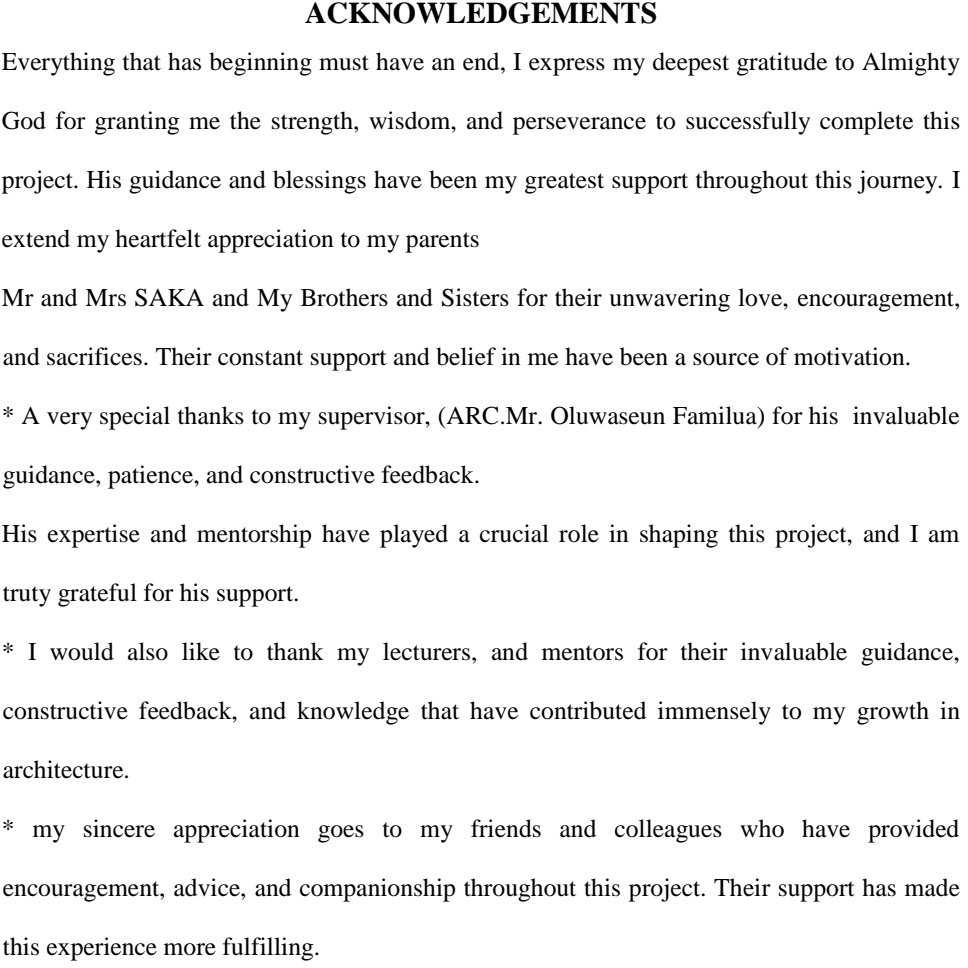 ACKNOWLEDGEMENTS
Everything that has beginning must have an end, I express my deepest gratitude to Almighty
God for granting me the strength, wisdom, and perseverance to successfully complete this
project. His guidance and blessings have been my greatest support throughout this journey. I
extend my heartfelt appreciation to my parents
Mr and Mrs SAKA and My Brothers and Sisters for their unwavering love, encouragement,
and sacrifices. Their constant support and belief in me have been a source of motivation.
* A very special thanks to my supervisor, (ARC.Mr. Oluwaseun Familua) for his  invaluable
guidance, patience, and constructive feedback.
His expertise and mentorship have played a crucial role in shaping this project, and I am
truty grateful for his support.
* I would also like to thank my lecturers, and mentors for their invaluable guidance,
constructive feedback, and knowledge that have contributed immensely to my growth in
architecture.
* my sincere appreciation goes to my friends and colleagues who have provided
encouragement, advice, and companionship throughout this project. Their support has made
this experience more fulfilling.